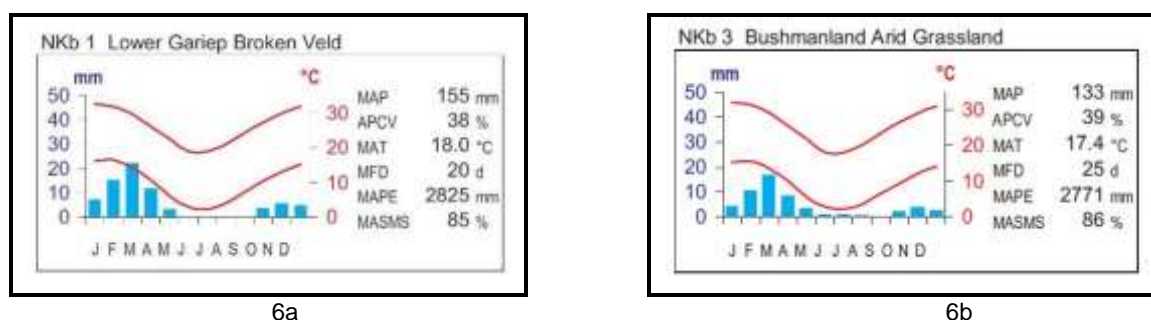 NKb 1 Lower Gariep Broken Veld
mm °C
50
40
30
20
10
0
30
20
10
0
MAP 155 mm
APCV 38 %
MAT 18.0 °C
MFD 20 d
MAPE 2825 mm
MASMS 85 %
J F M A M J J A S O N D
6a
NKb 3 Bushmanland Arid Grassland
mm °C
50
40
30
20
10
0
30
20
10
0
MAP 133 mm
APCV 39 %
MAT 17.4 °C
MFD 25 d
MAPE 2771 mm
MASMS 86 %
J F M A M J J A S O N D
6b